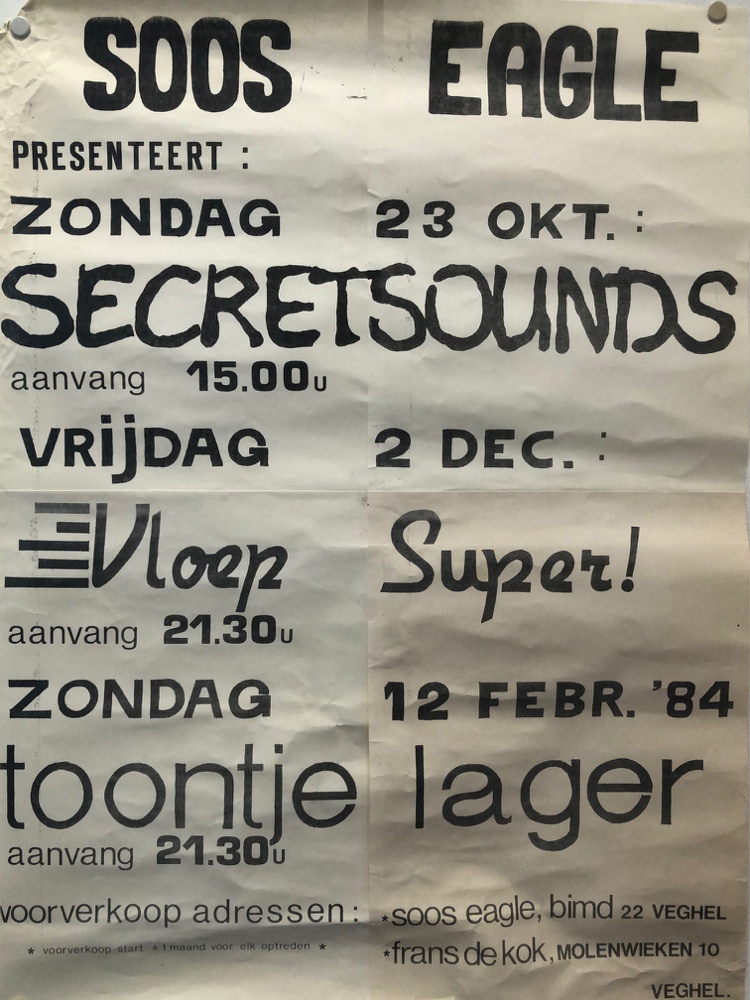 SOOS EAGLE
PRESENTEERT :
ZONDAG 23 OKT. :
SECRETSOUNDS
aanvang 15.00u
VRIJDAG 2 DEC. :
Vloep Super!
aanvang 21.30u
ZONDAG 12 FEBR. '84
toontje lager
aanvang 21.30u
voorverkoop adressen: *soos eagle, bimd 22 VEGHEL
* voorverkoop start ±1 maand voor elk optreden * *frans de kok, MOLENWIEKEN 10
VEGHEL.